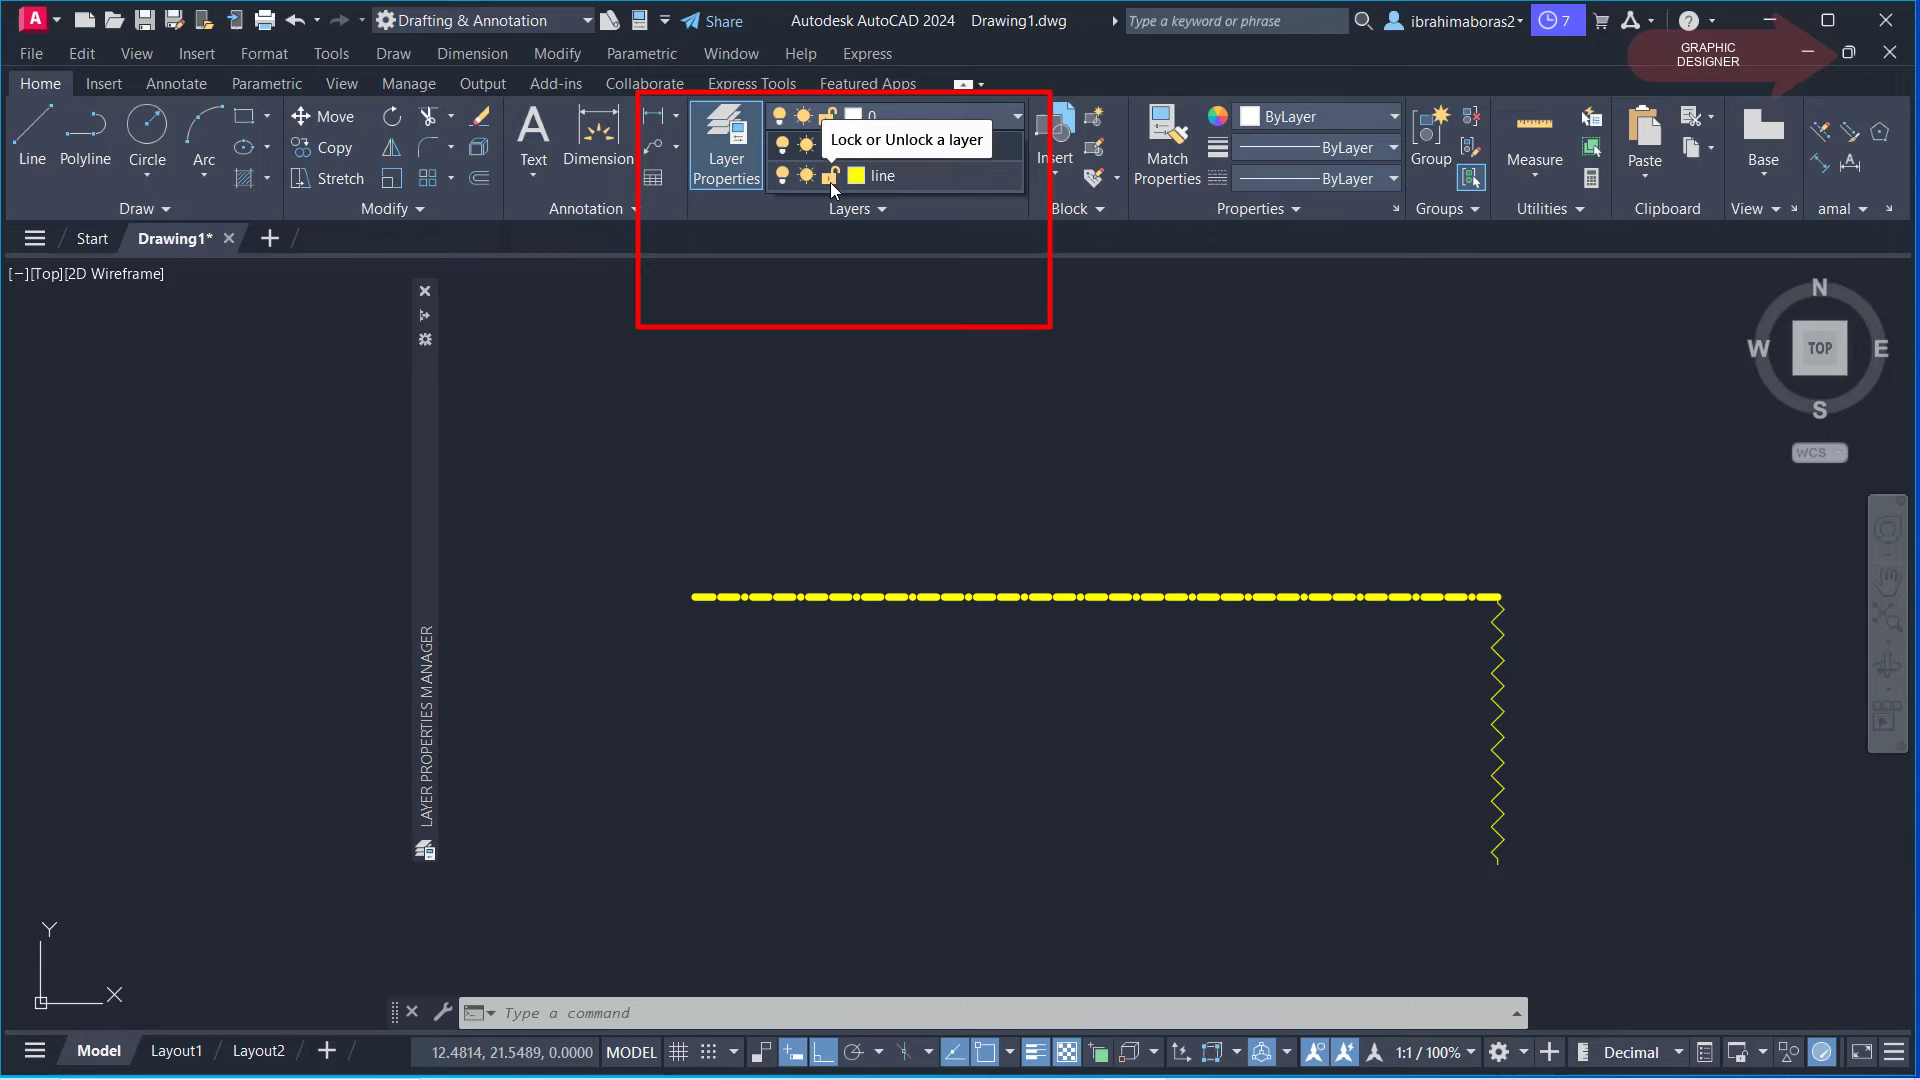 A Drafting & Annotation Share Autodesk AutoCAD 2024 Drawing1.dwg Type a keyword or phrase ibrahimaboras2 7
File Edit View Insert Format Tools Draw Dimension Modify Parametric Window Help Express
GRAPHIC
DESIGNER
Home Insert Annotate Parametric View Manage Output Add-ins Collaborate Express Tools Featured Apps
Move 0 ByLayer
Lock or Unlock a layer
Copy ByLayer
Line Polyline Circle Arc Text Dimension Layer Insert Match Group Measure Paste Base
Stretch Properties line Properties ByLayer
Draw Modify Annotation Layers Block Properties Groups Utilities Clipboard View amal
Start Drawing1* +
[−][Top][2D Wireframe]
N
W TOP E
S
WCS
LAYER PROPERTIES MANAGER
Y
X
Type a command
Model Layout1 Layout2 + 12.4814, 21.5489, 0.0000 MODEL 1:1 / 100% Decimal